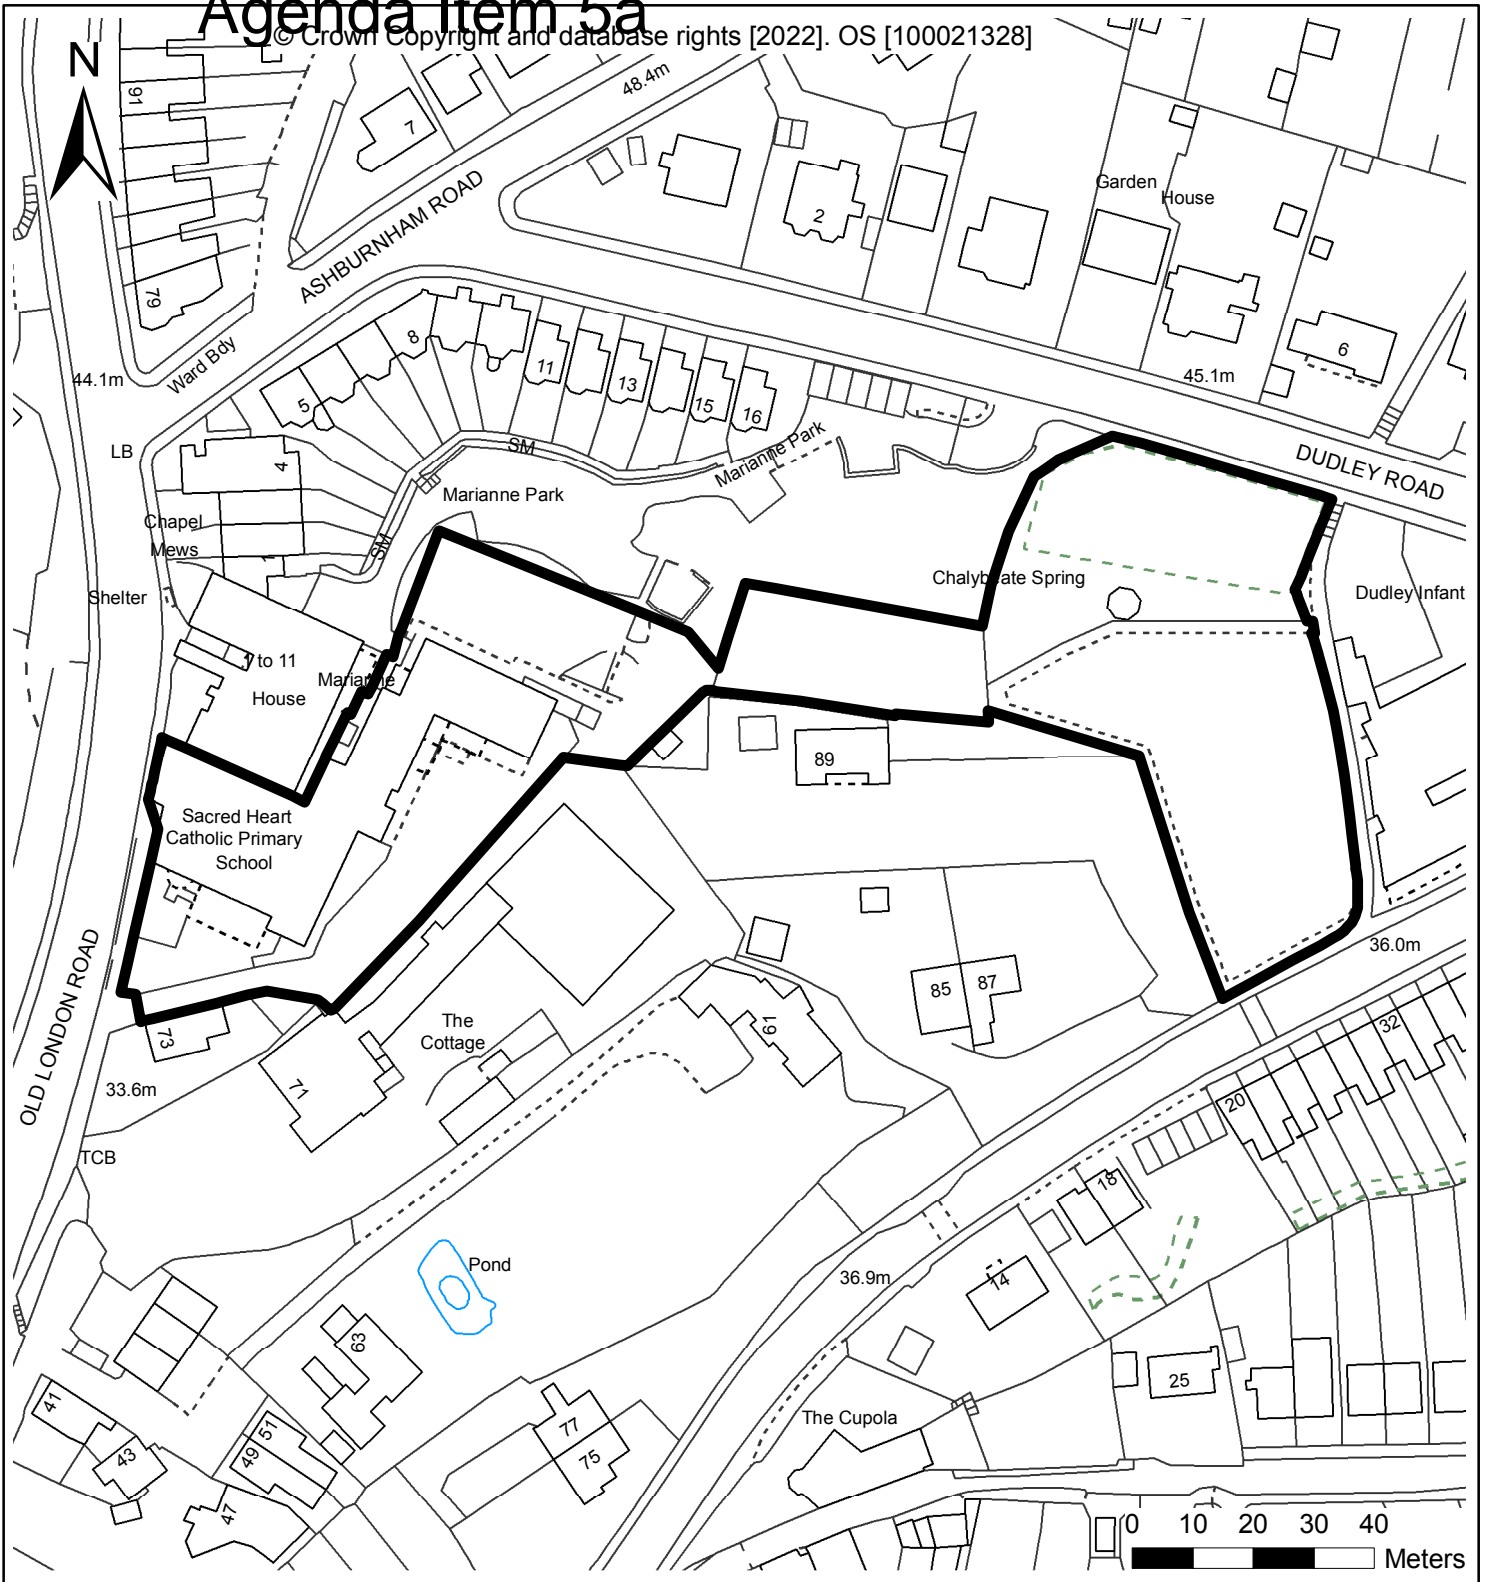 Agenda Item 5a
© Crown Copyright and database rights [2022]. OS [100021328]
N
91
7
48.4m
ASHBURNHAM ROAD
2
Garden
House
79
Ward Bdy
44.1m
LB
5
8
11
13
15
16
45.1m
6
DUDLEY ROAD
4
SM
Marianne Park
Marianne Park
Chapel
Mews
1
SM
Shelter
Chalybeate Spring
Dudley Infant
7 to 11
House
Marianne
89
Sacred Heart
Catholic Primary
School
OLD LONDON ROAD
73
33.6m
71
The
Cottage
61
85
87
36.0m
32
20
18
TCB
Pond
36.9m
14
63
25
41
43
49
51
47
77
75
The Cupola
0 10 20 30 40
Meters